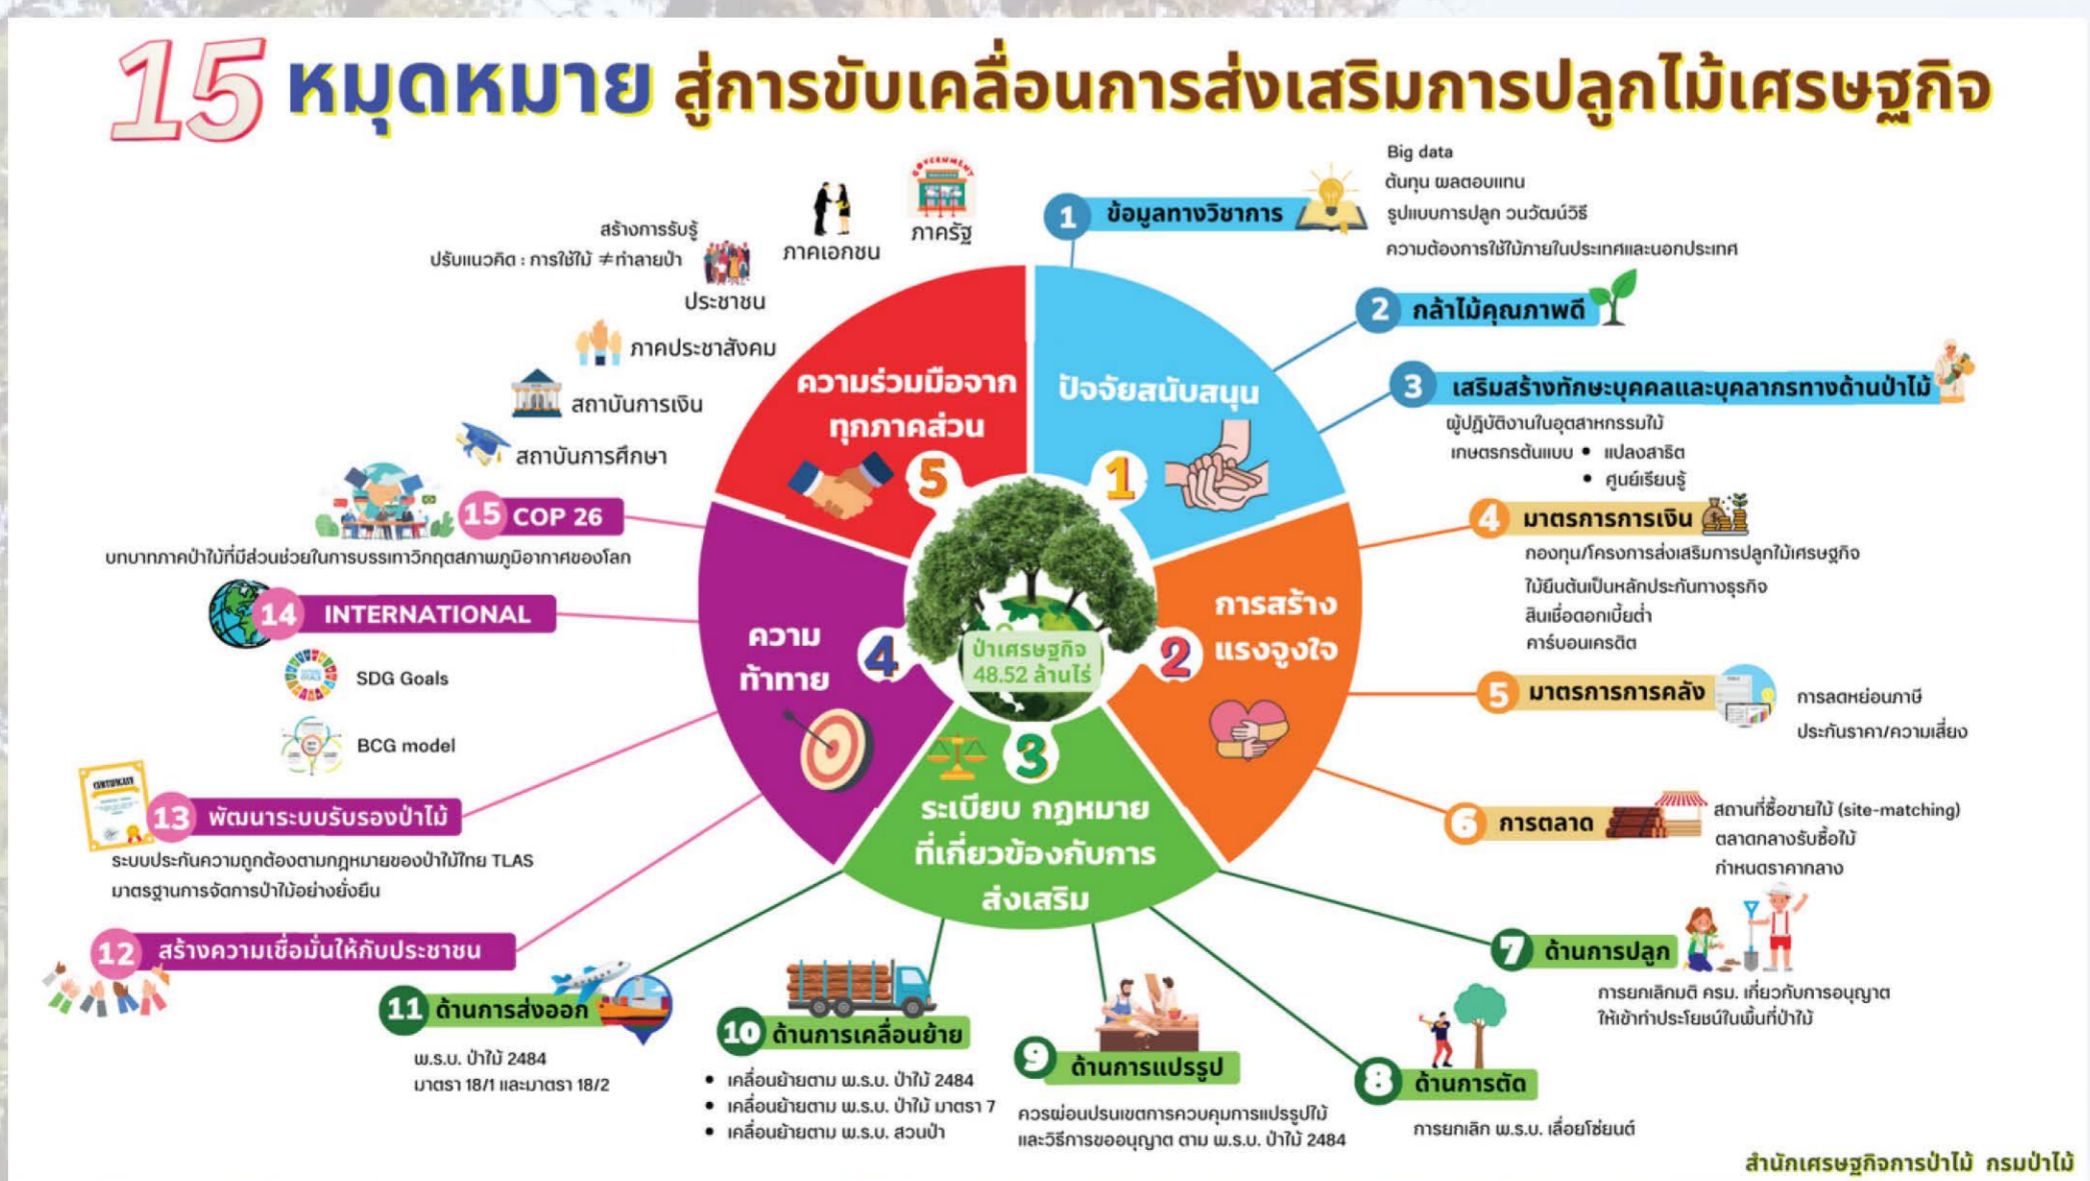 15 หมุดหมาย สู่การขับเคลื่อนการส่งเสริมการปลูกไม้เศรษฐกิจ
1 ข้อมูลทางวิชาการ
Big data
ต้นทุน ผลตอบแทน
รูปแบบการปลูก วนวัฒน์วิธี
ความต้องการใช้ไม้ภายในประเทศและนอกประเทศ
2 กล้าไม้คุณภาพดี
3 เสริมสร้างทักษะบุคคลและบุคลากรทางด้านป่าไม้
ผู้ปฏิบัติงานในอุตสาหกรรมไม้
เกษตรกรต้นแบบ • แปลงสาธิต
• ศูนย์เรียนรู้
4 มาตรการการเงิน
กองทุน/โครงการส่งเสริมการปลูกไม้เศรษฐกิจ
ไม้ยืนต้นเป็นหลักประกันทางธุรกิจ
สินเชื่อดอกเบี้ยต่ำ
คาร์บอนเครดิต
5 มาตรการการคลัง
การลดหย่อนภาษี
ประกันราคา/ความเสี่ยง
6 การตลาด
สถานที่ซื้อขายไม้ (site-matching)
ตลาดกลางรับซื้อไม้
กำหนดราคากลาง
7 ด้านการปลูก
การยกเลิกมติ ครม. เกี่ยวกับการอนุญาต
ให้เข้าทำประโยชน์ในพื้นที่ป่าไม้
8 ด้านการตัด
การยกเลิก พ.ร.บ. เลื่อยโซ่ยนต์
9 ด้านการแปรรูป
ควรผ่อนปรนเขตการควบคุมการแปรรูปไม้
และวิธีการขออนุญาต ตาม พ.ร.บ. ป่าไม้ 2484
10 ด้านการเคลื่อนย้าย
• เคลื่อนย้ายตาม พ.ร.บ. ป่าไม้ 2484
• เคลื่อนย้ายตาม พ.ร.บ. ป่าไม้ มาตรา 7
• เคลื่อนย้ายตาม พ.ร.บ. สวนป่า
11 ด้านการส่งออก
พ.ร.บ. ป่าไม้ 2484
มาตรา 18/1 และมาตรา 18/2
12 สร้างความเชื่อมั่นให้กับประชาชน
CERTIFICATE
13 พัฒนาระบบรับรองป่าไม้
ระบบประกันความถูกต้องตามกฎหมายของป่าไม้ไทย TLAS
มาตรฐานการจัดการป่าไม้อย่างยั่งยืน
14 INTERNATIONAL
SDG Goals
BCG model
15 COP 26
บทบาทภาคป่าไม้ที่มีส่วนช่วยในการบรรเทาวิกฤตสภาพภูมิอากาศของโลก
GOVERNMENT
ภาครัฐ
ภาคเอกชน
สร้างการรับรู้
ปรับแนวคิด : การใช้ไม้ ≠ทำลายป่า
ประชาชน
ภาคประชาสังคม
สถาบันการเงิน
สถาบันการศึกษา
ปัจจัยสนับสนุน
1
การสร้าง
แรงจูงใจ
2
3
ระเบียบ กฎหมาย
ที่เกี่ยวข้องกับการ
ส่งเสริม
ความ
ท้าทาย
4
ความร่วมมือจาก
ทุกภาคส่วน
5
ป่าเศรษฐกิจ
48.52 ล้านไร่
สำนักเศรษฐกิจการป่าไม้ กรมป่าไม้